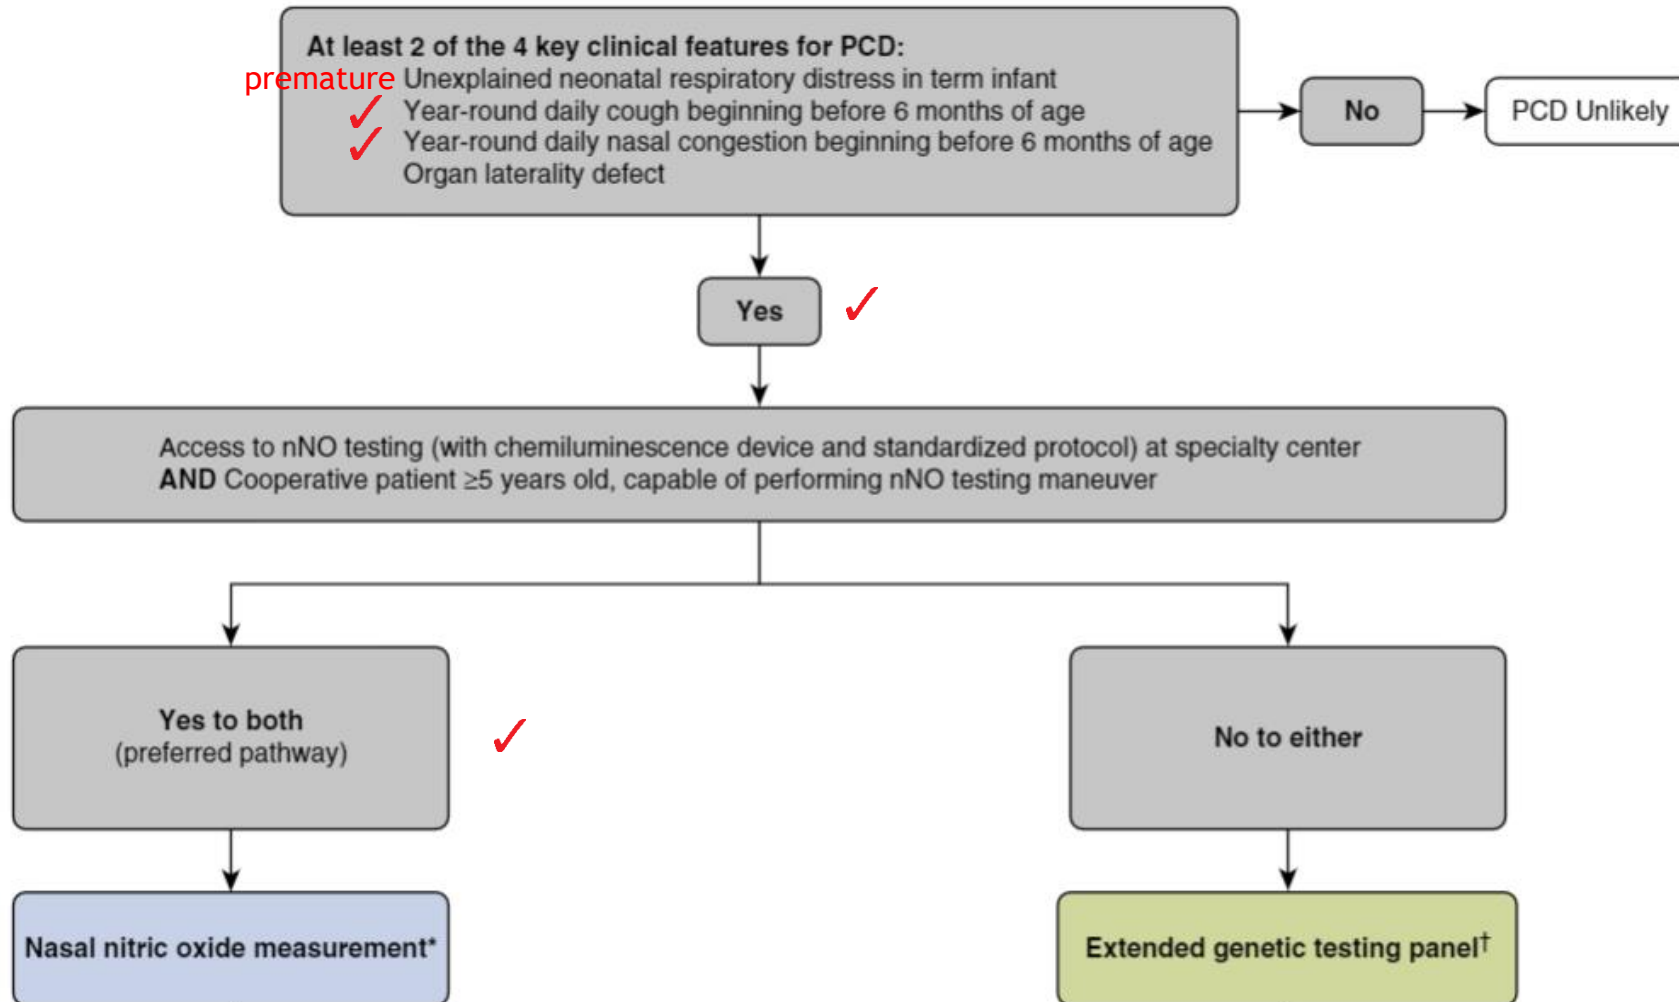 At least 2 of the 4 key clinical features for PCD:
premature Unexplained neonatal respiratory distress in term infant
✓ Year-round daily cough beginning before 6 months of age
✓ Year-round daily nasal congestion beginning before 6 months of age
Organ laterality defect
No
PCD Unlikely
Yes ✓
Access to nNO testing (with chemiluminescence device and standardized protocol) at specialty center
AND Cooperative patient ≥5 years old, capable of performing nNO testing maneuver
Yes to both
(preferred pathway)
✓
No to either
Nasal nitric oxide measurement*
Extended genetic testing panel†